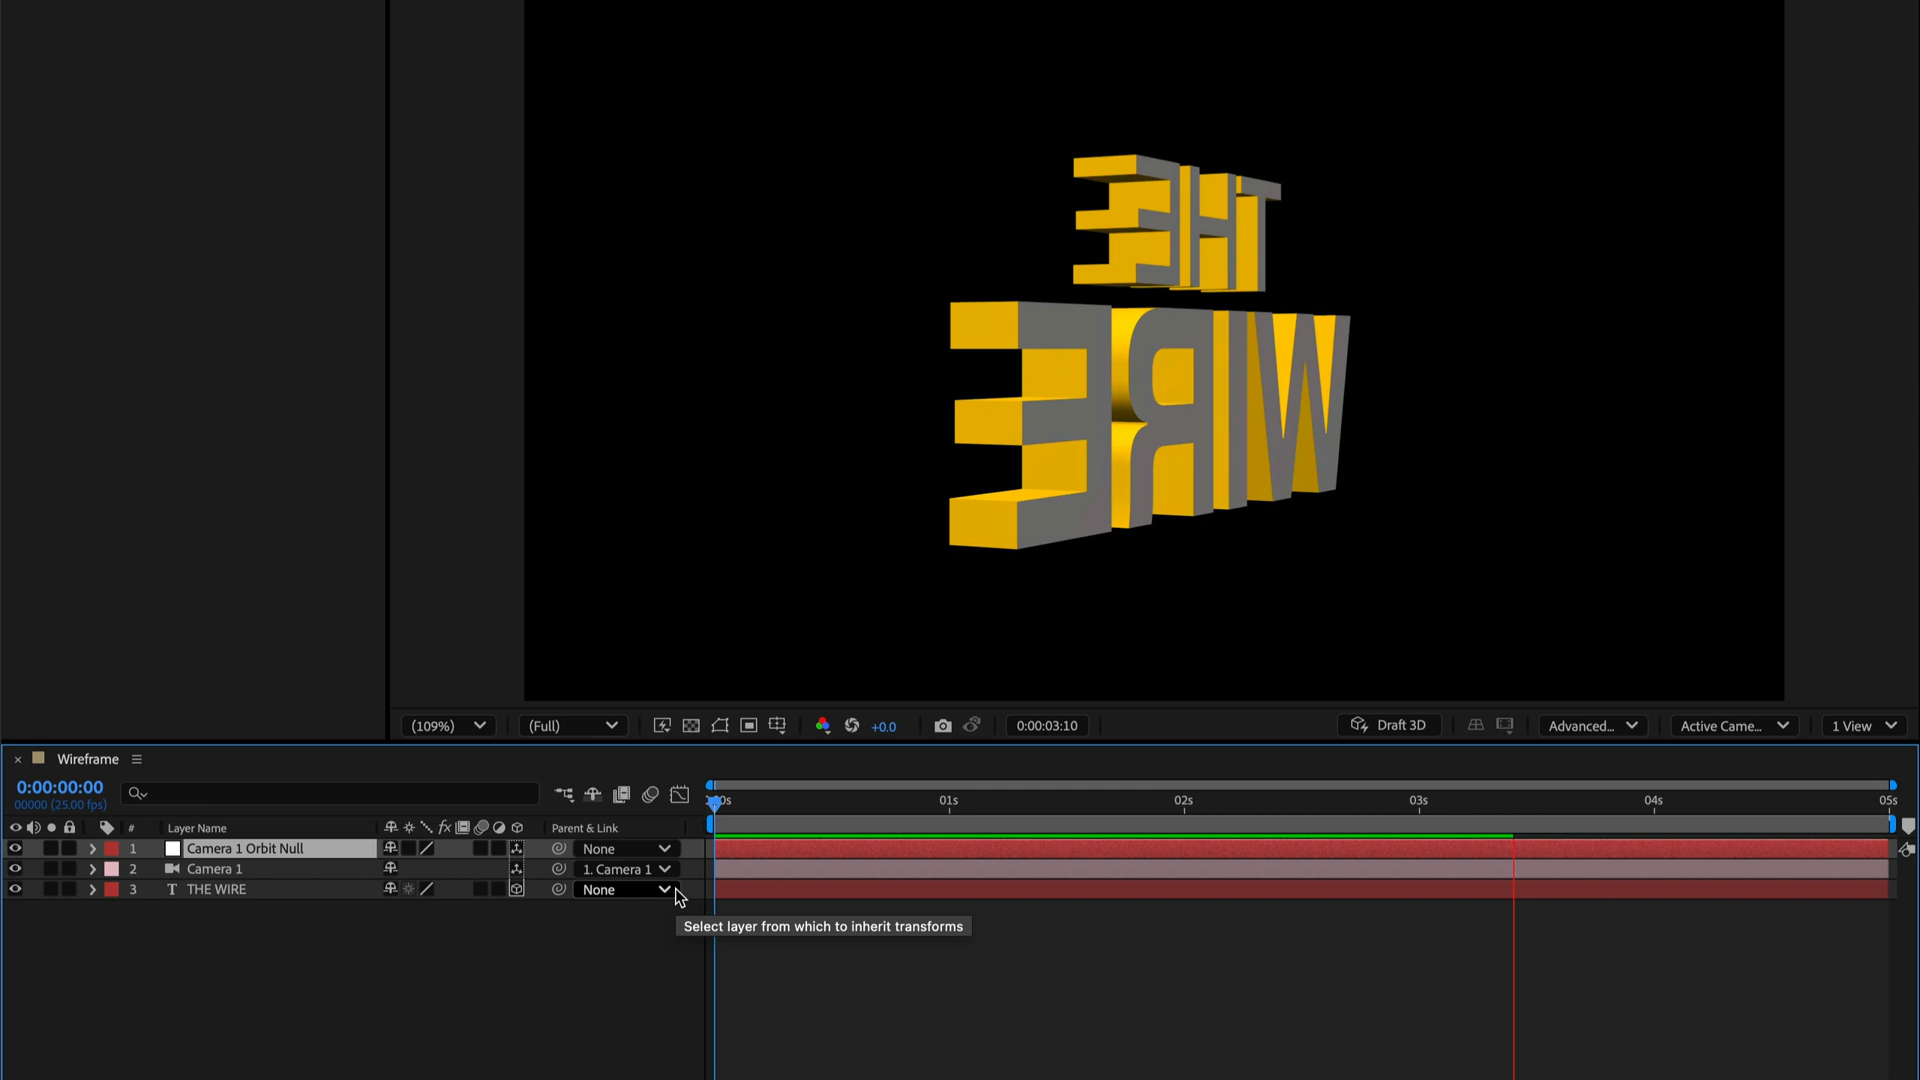 THE
WIRE
(109%)
(Full)
+0.0
0:00:03:10
Draft 3D
Advanced...
Active Came...
1 View
× Wireframe
0:00:00:00
00000 (25.00 fps)
0s 01s 02s 03s 04s 05s
# Layer Name fx Parent & Link
1 Camera 1 Orbit Null None
2 Camera 1 1. Camera 1
3 T THE WIRE None
Select layer from which to inherit transforms